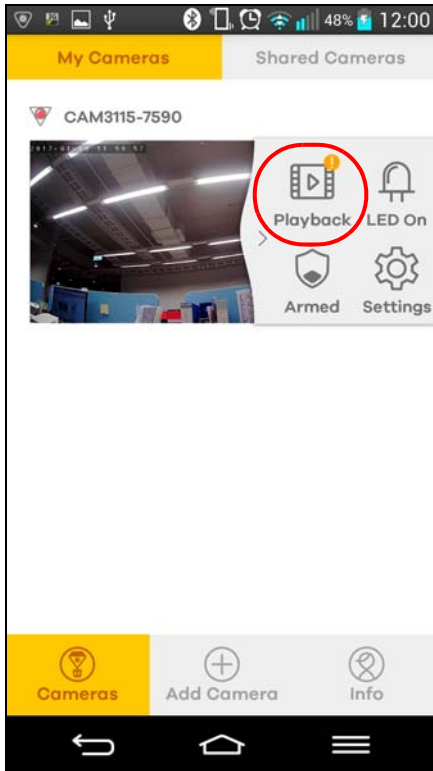 48% 12:00
My Cameras Shared Cameras
CAM3115-7590
Playback LED On
Armed Settings
Cameras Add Camera Info